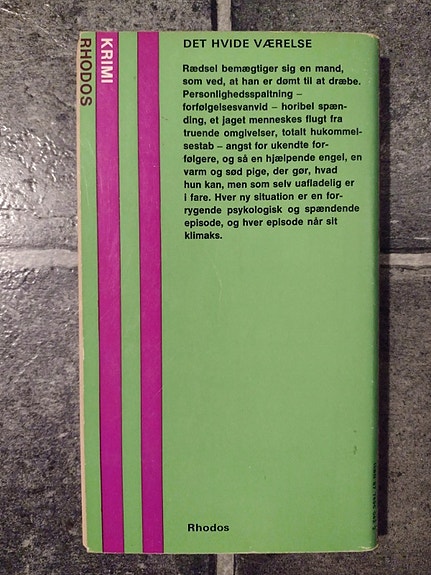 RHODOS
KRIMI
DET HVIDE VÆRELSE
Rædsel bemægtiger sig en mand,
som ved, at han er dømt til at dræbe.
Personlighedsspaltning –
forfølgelsesvanvid – horibel spæn-
ding, et jaget menneskes flugt fra
truende omgivelser, totalt hukommel-
sestab – angst for ukendte for-
følgere, og så en hjælpende engel, en
varm og sød pige, der gør, hvad
hun kan, men som selv uafladelig er
i fare. Hver ny situation er en for-
rygende psykologisk og spændende
episode, og hver episode når sit
klimaks.
Rhodos